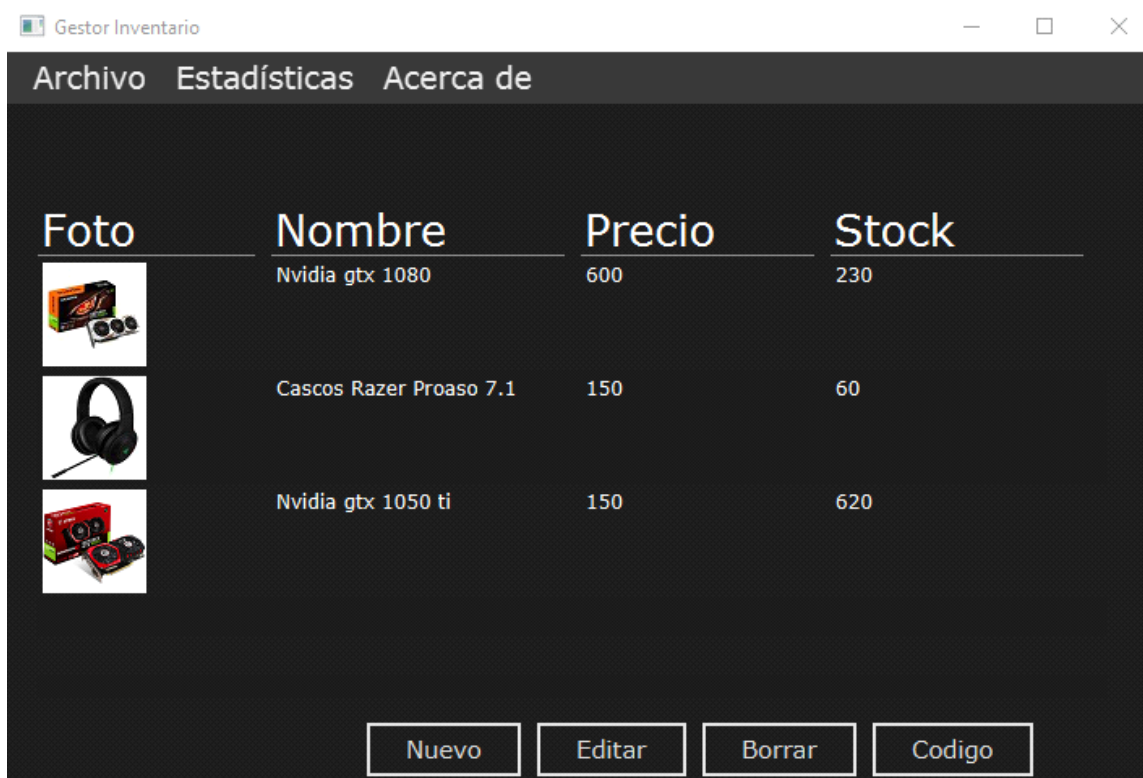 Gestor Inventario
Archivo Estadísticas Acerca de
Foto Nombre Precio Stock
Nvidia gtx 1080 600 230
Cascos Razer Proaso 7.1 150 60
Nvidia gtx 1050 ti 150 620
Nuevo Editar Borrar Codigo